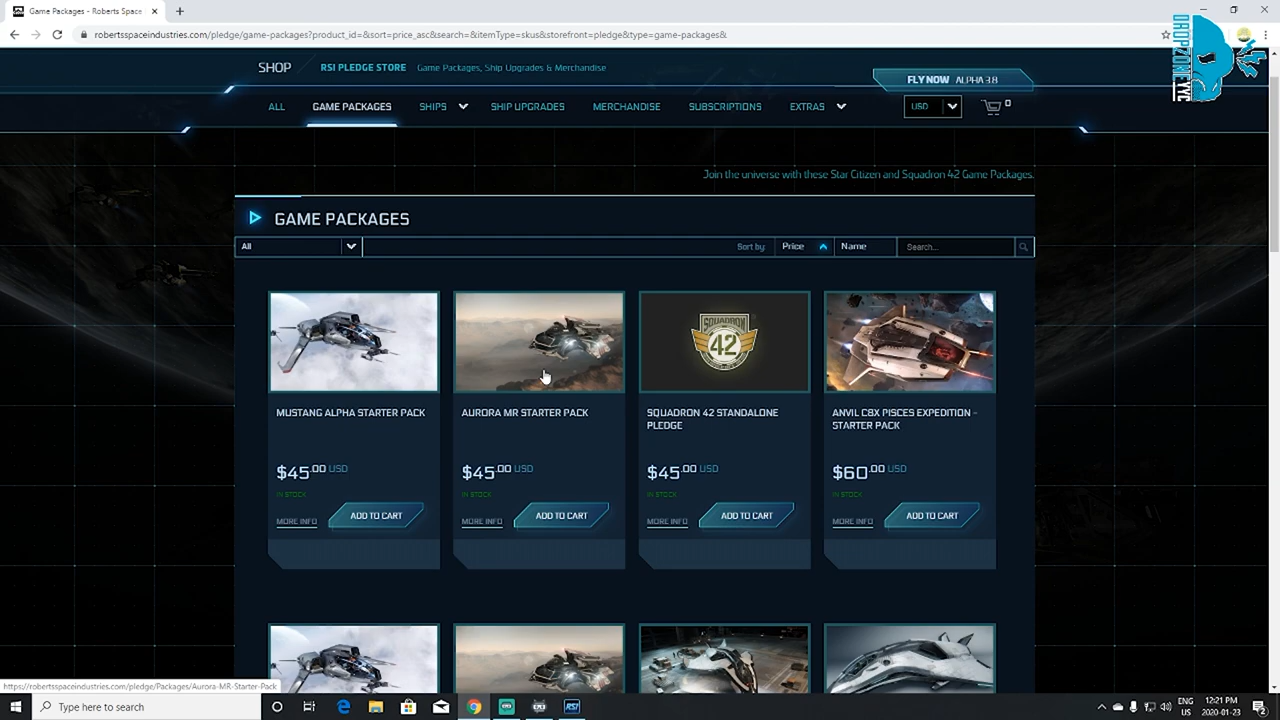 Game Packages - Roberts Space
robertsspaceindustries.com/pledge/game-packages?product_id=&sort=price_asc&search=&itemType=skus&storefront=pledge&type=game-packages&
DROPZONE.YYC
SHOP
RSI PLEDGE STORE
Game Packages, Ship Upgrades & Merchandise
FLY NOW ALPHA 3.8
ALL
GAME PACKAGES
SHIPS
SHIP UPGRADES
MERCHANDISE
SUBSCRIPTIONS
EXTRAS
USD
0
Join the universe with these Star Citizen and Squadron 42 Game Packages.
GAME PACKAGES
All
Sort by:
Price
Name
Search...
SQUADRON
42
MUSTANG ALPHA STARTER PACK
AURORA MR STARTER PACK
SQUADRON 42 STANDALONE
PLEDGE
ANVIL C8X PISCES EXPEDITION -
STARTER PACK
$45.00 USD
$45.00 USD
$45.00 USD
$60.00 USD
IN STOCK
IN STOCK
IN STOCK
IN STOCK
MORE INFO
ADD TO CART
MORE INFO
ADD TO CART
MORE INFO
ADD TO CART
MORE INFO
ADD TO CART
https://robertsspaceindustries.com/pledge/Packages/Aurora-MR-Starter-Pack
Type here to search
RSI
ENG
US
12:21 PM
2020-01-23
2